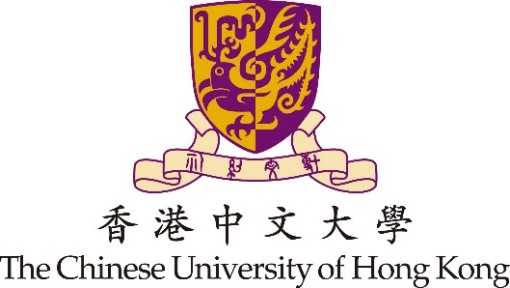 香港中文大學
The Chinese University of Hong Kong